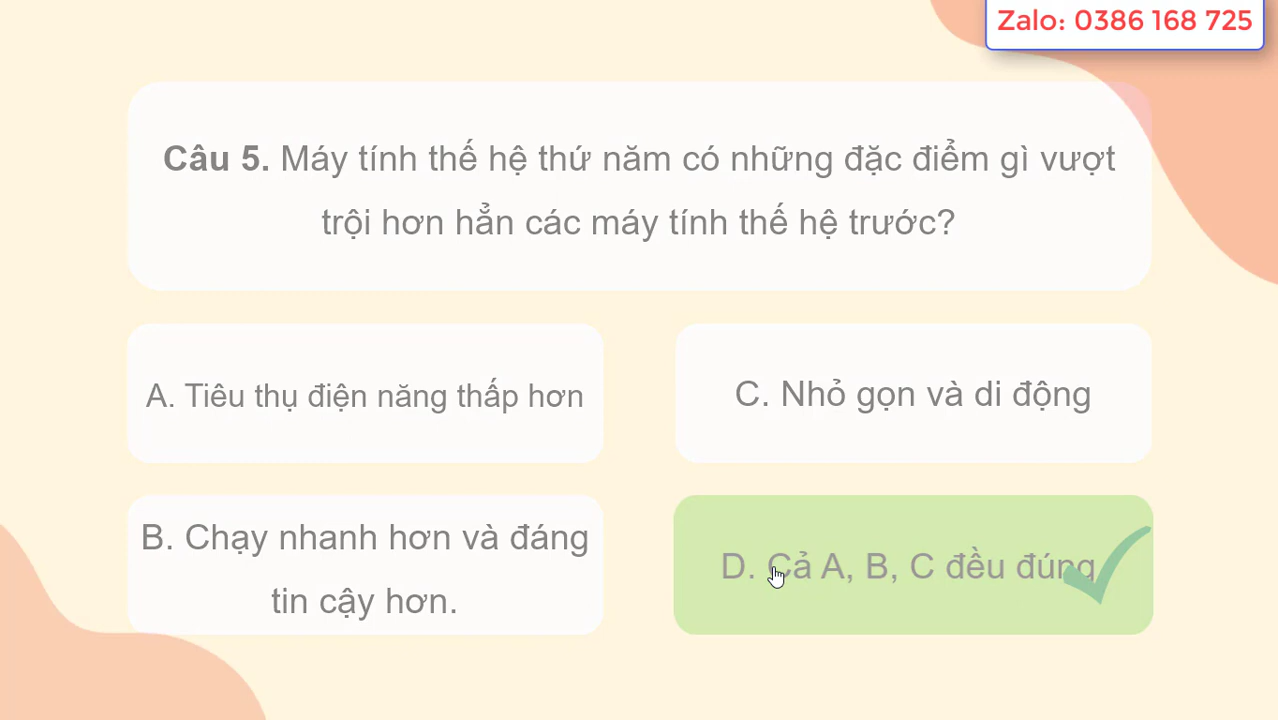 Zalo: 0386 168 725
Câu 5. Máy tính thế hệ thứ năm có những đặc điểm gì vượt
trội hơn hẳn các máy tính thế hệ trước?
A. Tiêu thụ điện năng thấp hơn
C. Nhỏ gọn và di động
B. Chạy nhanh hơn và đáng
tin cậy hơn.
D. Cả A, B, C đều đúng